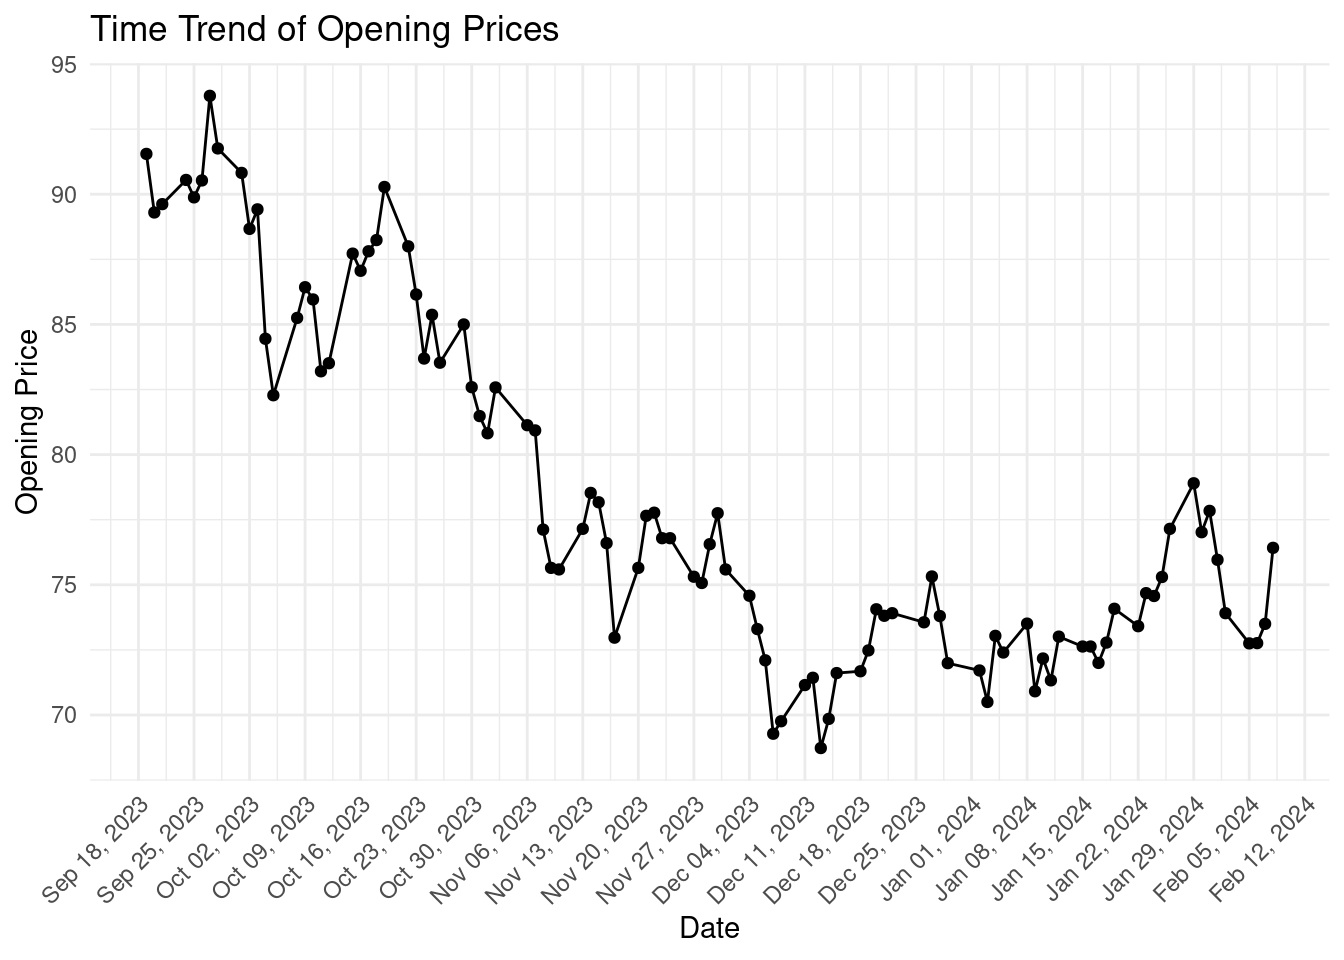 Time Trend of Opening Prices
95
90
85
80
75
70
Opening Price
Sep 18, 2023
Sep 25, 2023
Oct 02, 2023
Oct 09, 2023
Oct 16, 2023
Oct 23, 2023
Oct 30, 2023
Nov 06, 2023
Nov 13, 2023
Nov 20, 2023
Nov 27, 2023
Dec 04, 2023
Dec 11, 2023
Dec 18, 2023
Dec 25, 2023
Jan 01, 2024
Jan 08, 2024
Jan 15, 2024
Jan 22, 2024
Jan 29, 2024
Feb 05, 2024
Feb 12, 2024
Date